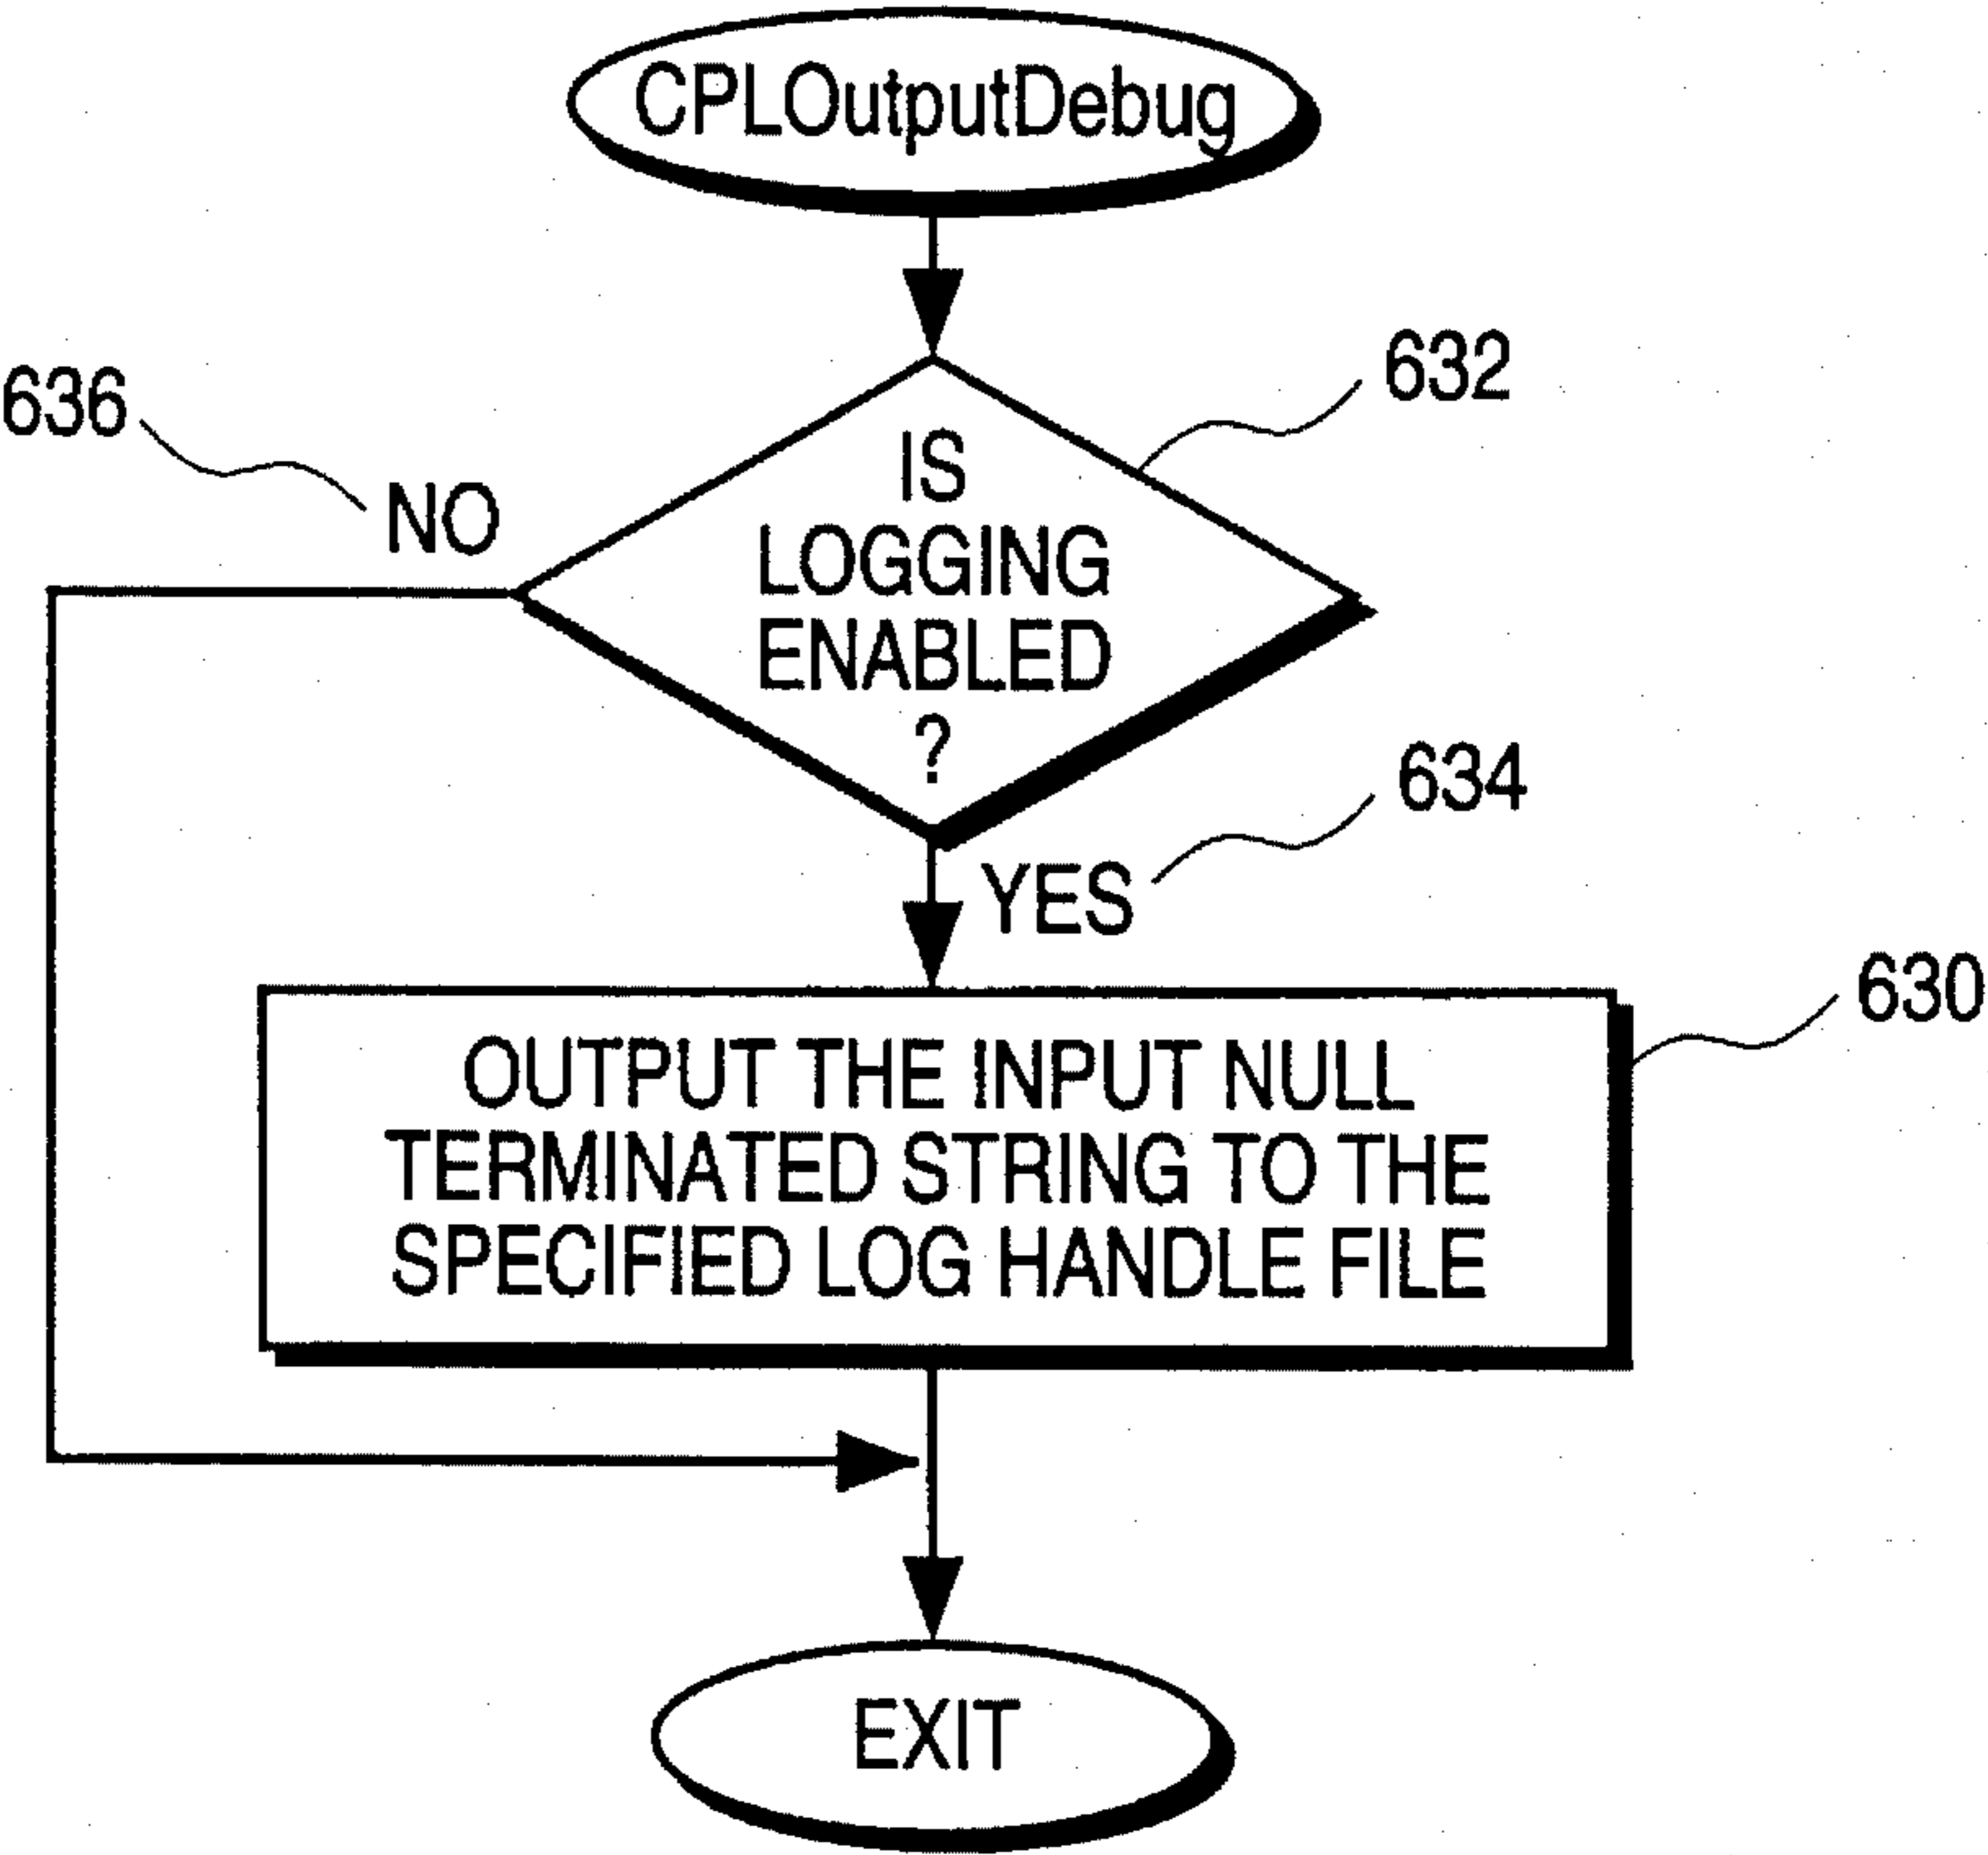 CPLOutputDebug
632
636
IS
NO
LOGGING
ENABLED
?
634
YES
630
OUTPUT THE INPUT NULL
TERMINATED STRING TO THE
SPECIFIED LOG HANDLE FILE
EXIT